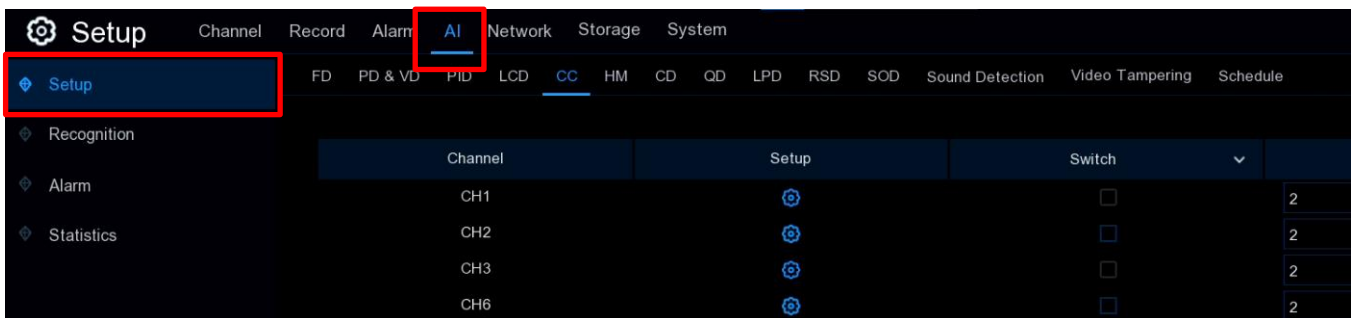 Setup Channel Record Alarm AI Network Storage System
Setup
FD PD & VD PID LCD CC HM CD QD LPD RSD SOD Sound Detection Video Tampering Schedule
Recognition
Alarm
Statistics
Channel Setup Switch
CH1 2
CH2 2
CH3 2
CH6 2